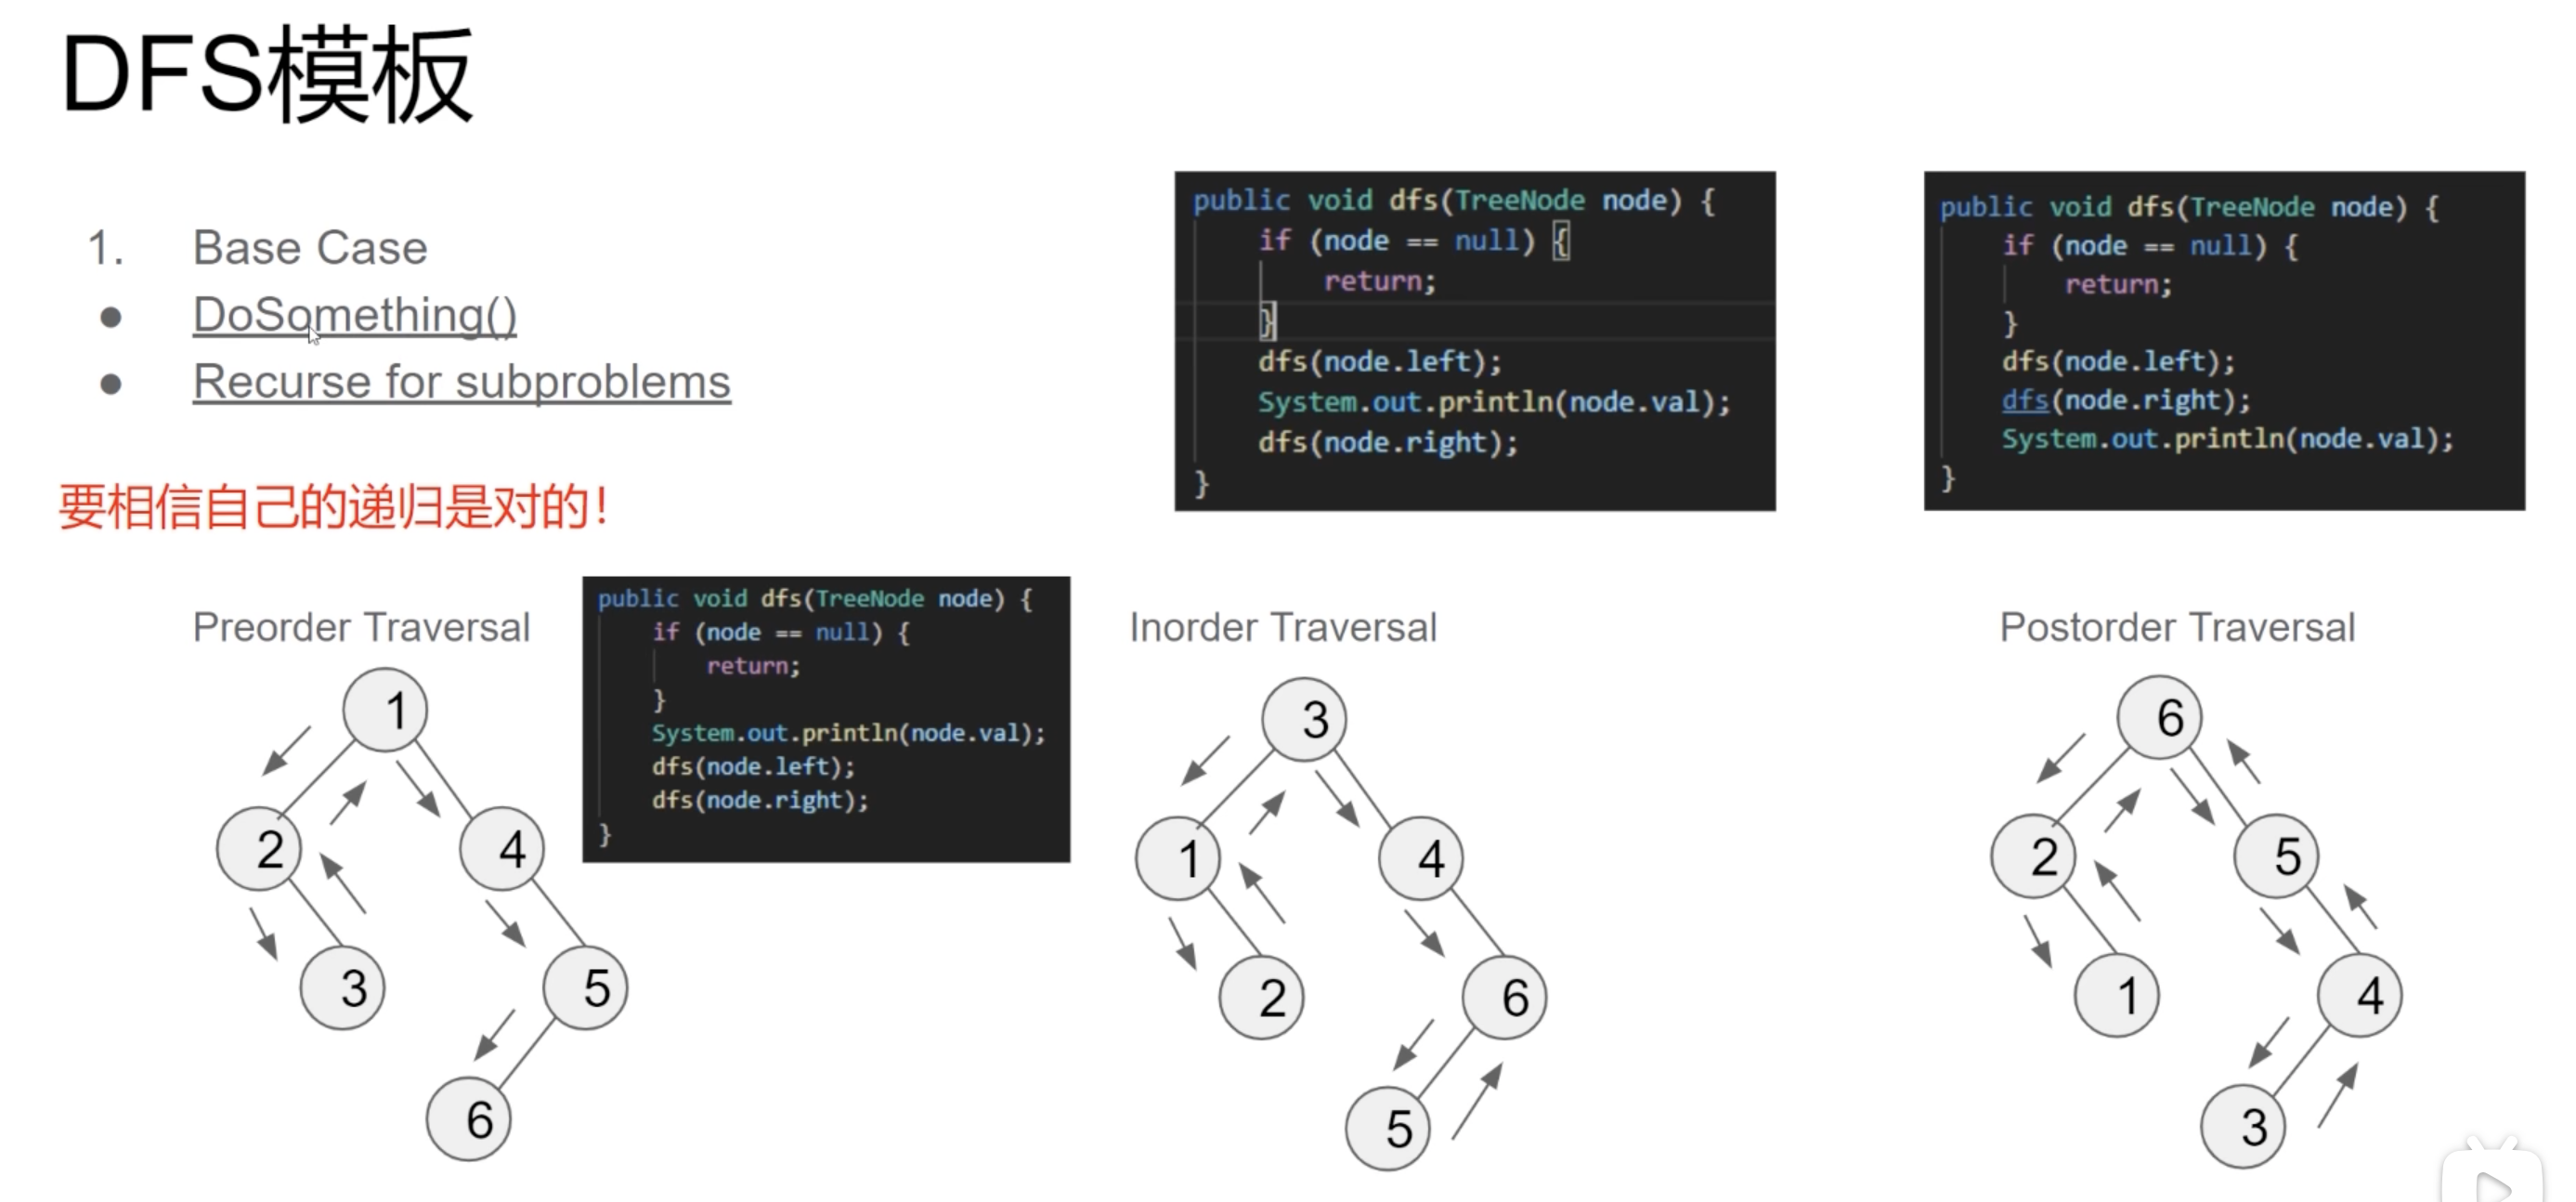 DFS模板
1. Base Case
● DoSomething()
● Recurse for subproblems
要相信自己的递归是对的!
public void dfs(TreeNode node) {
if (node == null) {
return;
}
dfs(node.left);
System.out.println(node.val);
dfs(node.right);
}
public void dfs(TreeNode node) {
if (node == null) {
return;
}
dfs(node.left);
dfs(node.right);
System.out.println(node.val);
}
Preorder Traversal
public void dfs(TreeNode node) {
if (node == null) {
return;
}
System.out.println(node.val);
dfs(node.left);
dfs(node.right);
}
1
2
4
3
5
6
Inorder Traversal
3
1
4
2
6
5
Postorder Traversal
6
2
5
1
4
3